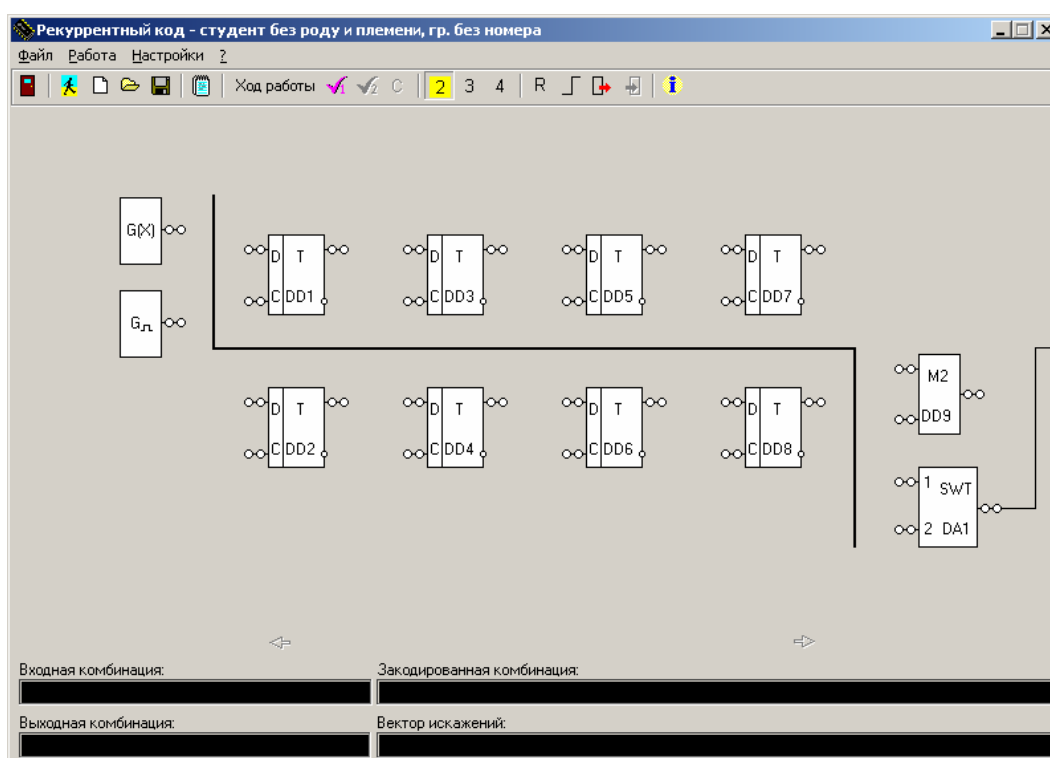 Рекуррентный код - студент без роду и племени, гр. без номера
Файл Работа Настройки ?
Ход работы 1 2 C 2 3 4 R i
G(X)
D T D T D T D T
C DD1 C DD3 C DD5 C DD7
G
M2
DD9
D T D T D T D T
C DD2 C DD4 C DD6 C DD8
1 SWT
2 DA1
Входная комбинация: Закодированная комбинация:
Выходная комбинация: Вектор искажений: